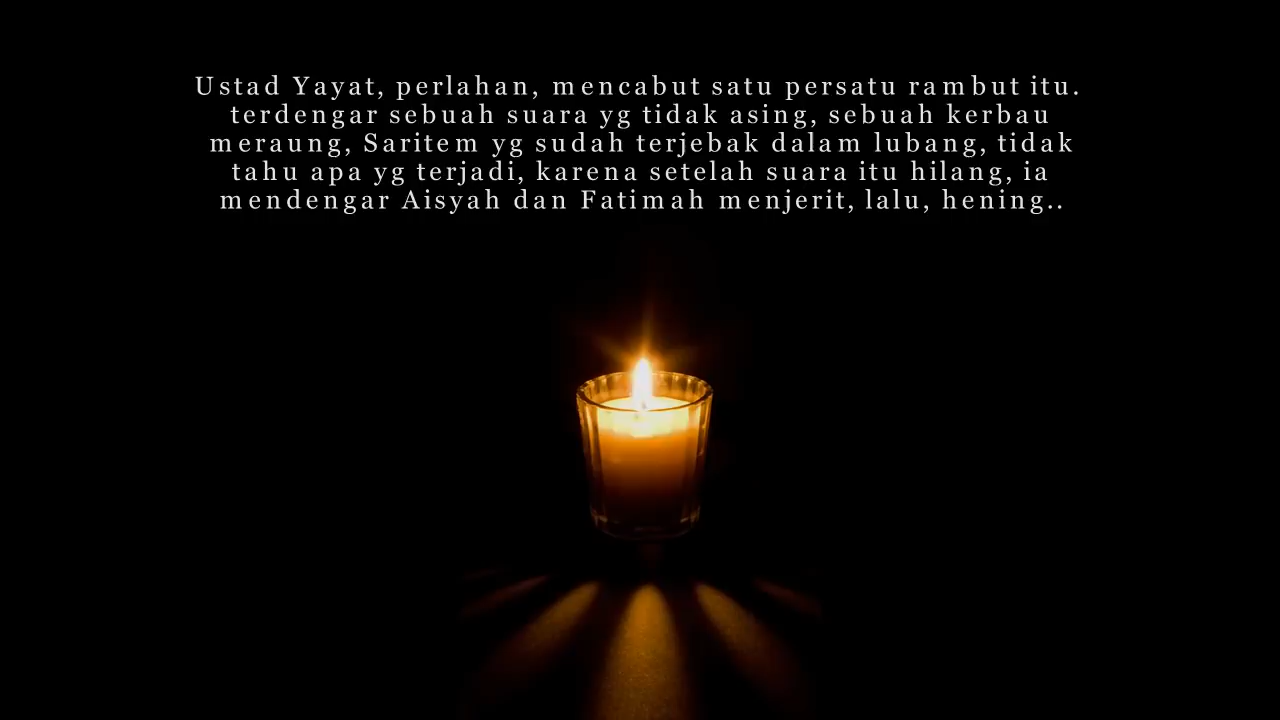 Ustad Yayat, perlahan, mencabut satu persatu rambut itu.
terdengar sebuah suara yg tidak asing, sebuah kerbau
meraung, Saritem yg sudah terjebak dalam lubang, tidak
tahu apa yg terjadi, karena setelah suara itu hilang, ia
mendengar Aisyah dan Fatimah menjerit, lalu, hening..